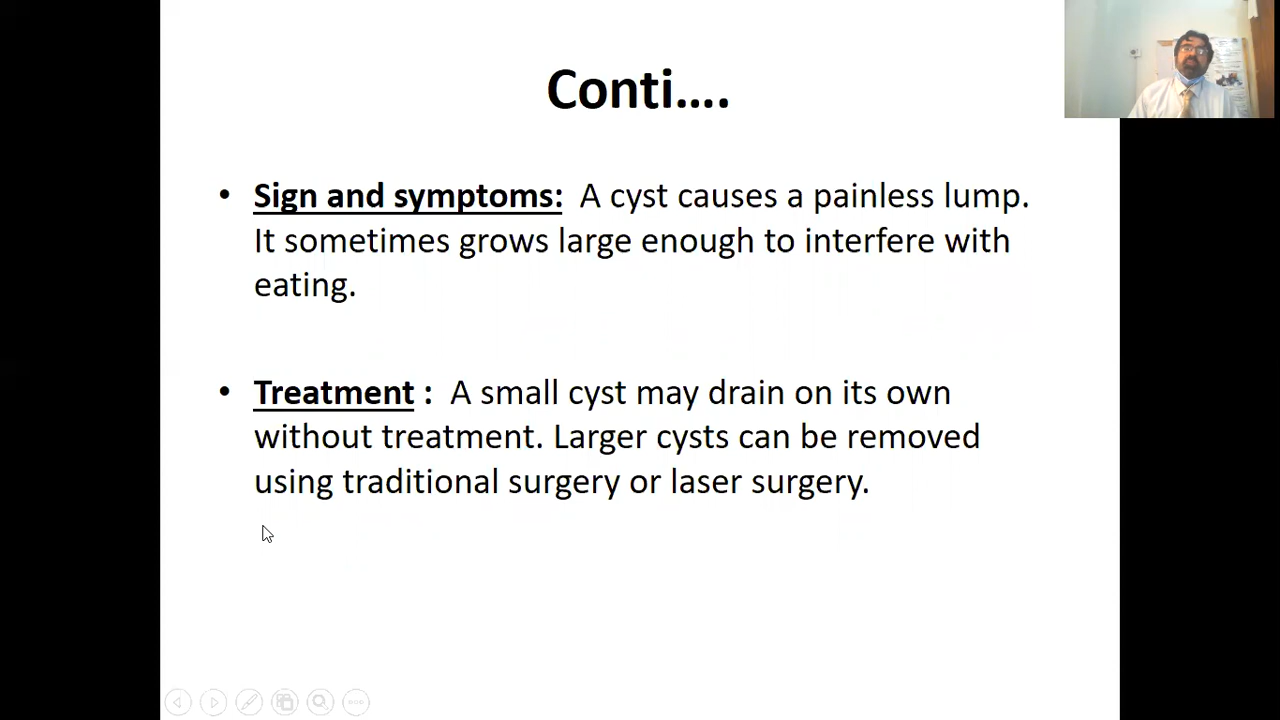 Conti....
• Sign and symptoms: A cyst causes a painless lump.
It sometimes grows large enough to interfere with
eating.
• Treatment : A small cyst may drain on its own
without treatment. Larger cysts can be removed
using traditional surgery or laser surgery.